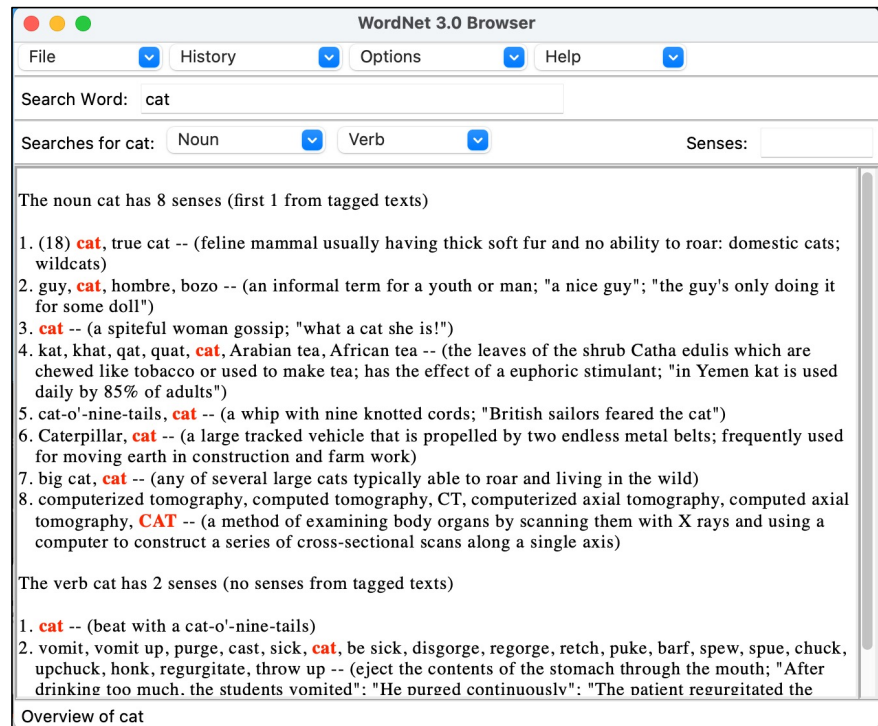 WordNet 3.0 Browser
File History Options Help
Search Word: cat
Searches for cat: Noun Verb Senses:
The noun cat has 8 senses (first 1 from tagged texts)
1. (18) cat, true cat -- (feline mammal usually having thick soft fur and no ability to roar: domestic cats;
wildcats)
2. guy, cat, hombre, bozo -- (an informal term for a youth or man; "a nice guy"; "the guy's only doing it
for some doll")
3. cat -- (a spiteful woman gossip; "what a cat she is!")
4. kat, khat, qat, quat, cat, Arabian tea, African tea -- (the leaves of the shrub Catha edulis which are
chewed like tobacco or used to make tea; has the effect of a euphoric stimulant; "in Yemen kat is used
daily by 85% of adults")
5. cat-o'-nine-tails, cat -- (a whip with nine knotted cords; "British sailors feared the cat")
6. Caterpillar, cat -- (a large tracked vehicle that is propelled by two endless metal belts; frequently used
for moving earth in construction and farm work)
7. big cat, cat -- (any of several large cats typically able to roar and living in the wild)
8. computerized tomography, computed tomography, CT, computerized axial tomography, computed axial
tomography, CAT -- (a method of examining body organs by scanning them with X rays and using a
computer to construct a series of cross-sectional scans along a single axis)
The verb cat has 2 senses (no senses from tagged texts)
1. cat -- (beat with a cat-o'-nine-tails)
2. vomit, vomit up, purge, cast, sick, cat, be sick, disgorge, regorge, retch, puke, barf, spew, spue, chuck,
upchuck, honk, regurgitate, throw up -- (eject the contents of the stomach through the mouth; "After
drinking too much, the students vomited"; "He purged continuously"; "The patient regurgitated the
Overview of cat